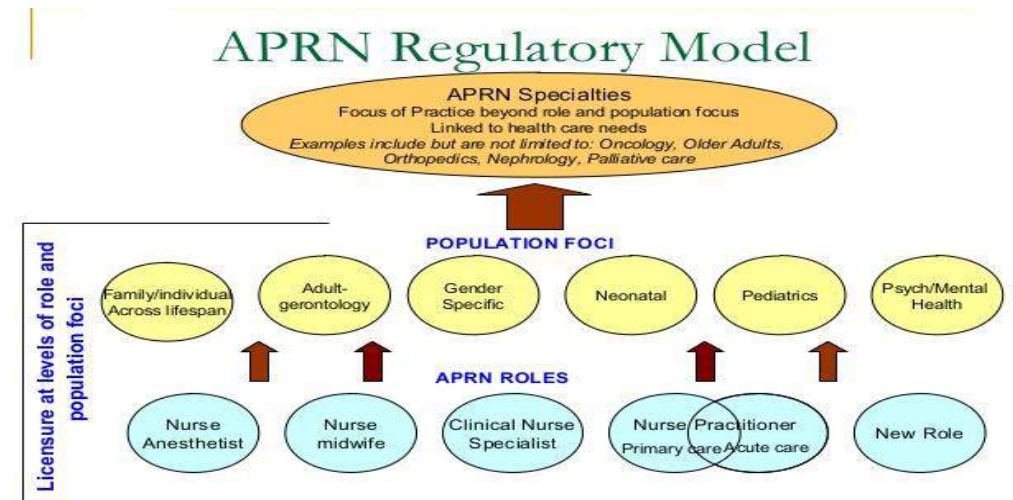 APRN Regulatory Model
APRN Specialties
Focus of Practice beyond role and population focus
Linked to health care needs
Examples include but are not limited to: Oncology, Older Adults,
Orthopedics, Nephrology, Palliative care
Licensure at levels of role and
population foci
POPULATION FOCI
Family/individual
Across lifespan
Adult-
gerontology
Gender
Specific
Neonatal
Pediatrics
Psych/Mental
Health
APRN ROLES
Nurse
Anesthetist
Nurse
midwife
Clinical Nurse
Specialist
Nurse Practitioner
Primary care Acute care
New Role